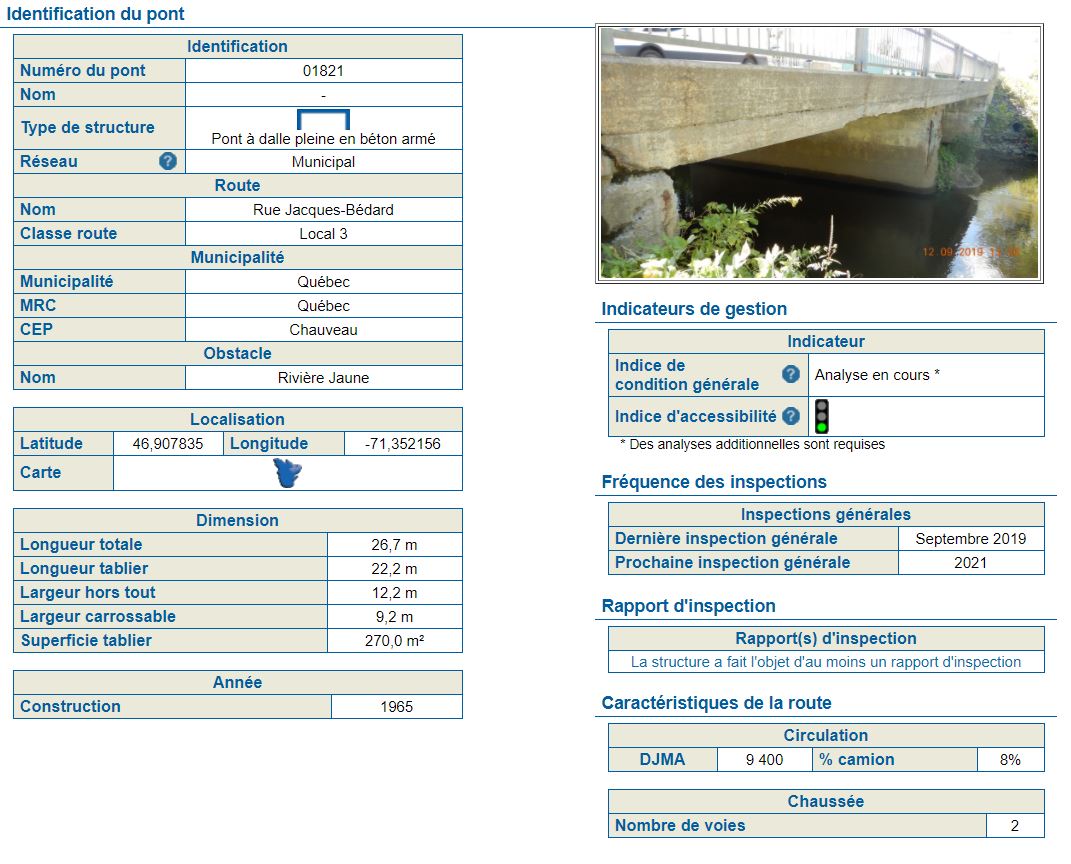 Identification du pont
Identification
Numéro du pont 01821
Nom -
Type de structure Pont à dalle pleine en béton armé
Réseau ? Municipal
Route
Nom Rue Jacques-Bédard
Classe route Local 3
Municipalité
Municipalité Québec
MRC Québec
CEP Chauveau
Obstacle
Nom Rivière Jaune
Localisation
Latitude 46,907835 Longitude -71,352156
Carte
Dimension
Longueur totale 26,7 m
Longueur tablier 22,2 m
Largeur hors tout 12,2 m
Largeur carrossable 9,2 m
Superficie tablier 270,0 m²
Année
Construction 1965
12.09.2019
Indicateurs de gestion
Indicateur
Indice de
condition générale ? Analyse en cours *
Indice d'accessibilité ?
* Des analyses additionnelles sont requises
Fréquence des inspections
Inspections générales
Dernière inspection générale Septembre 2019
Prochaine inspection générale 2021
Rapport d'inspection
Rapport(s) d'inspection
La structure a fait l'objet d'au moins un rapport d'inspection
Caractéristiques de la route
Circulation
DJMA 9 400 % camion 8%
Chaussée
Nombre de voies 2